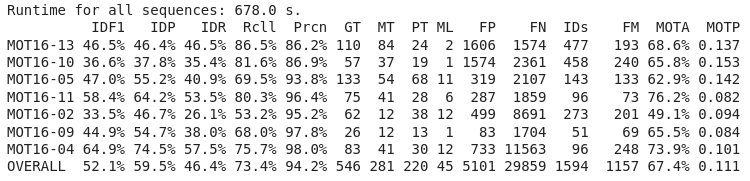 Runtime for all sequences: 678.0 s.
IDF1 IDP IDR Rcll Prcn GT MT PT ML FP FN IDs FM MOTA MOTP
MOT16-13 46.5% 46.4% 46.5% 86.5% 86.2% 110 84 24 2 1606 1574 477 193 68.6% 0.137
MOT16-10 36.6% 37.8% 35.4% 81.6% 86.9% 57 37 19 1 1574 2361 458 240 65.8% 0.153
MOT16-05 47.0% 55.2% 40.9% 69.5% 93.8% 133 54 68 11 319 2107 143 133 62.9% 0.142
MOT16-11 58.4% 64.2% 53.5% 80.3% 96.4% 75 41 28 6 287 1859 96 73 76.2% 0.082
MOT16-02 33.5% 46.7% 26.1% 53.2% 95.2% 62 12 38 12 499 8691 273 201 49.1% 0.094
MOT16-09 44.9% 54.7% 38.0% 68.0% 97.8% 26 12 13 1 83 1704 51 69 65.5% 0.084
MOT16-04 64.9% 74.5% 57.5% 75.7% 98.0% 83 41 30 12 733 11563 96 248 73.9% 0.101
OVERALL 52.1% 59.5% 46.4% 73.4% 94.2% 546 281 220 45 5101 29859 1594 1157 67.4% 0.111